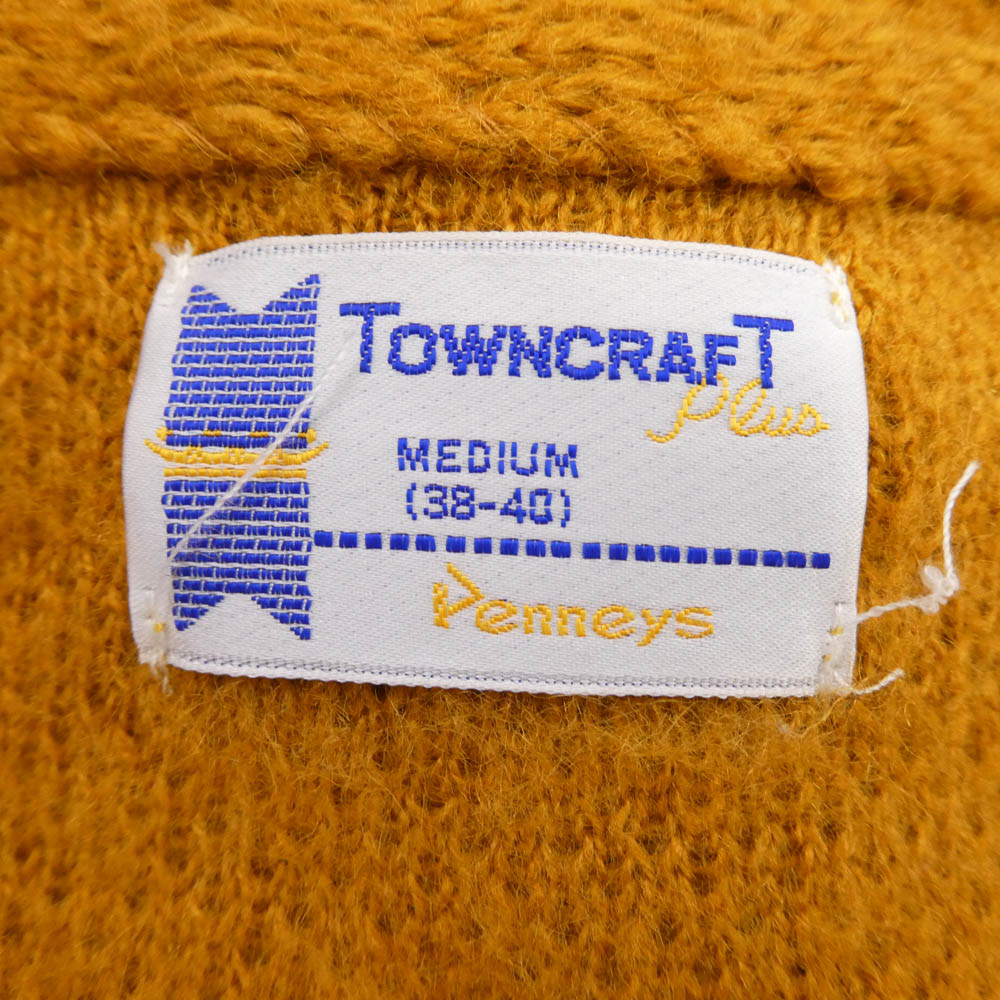 TOWNCRAFT
Plus
MEDIUM
(38-40)
Penneys